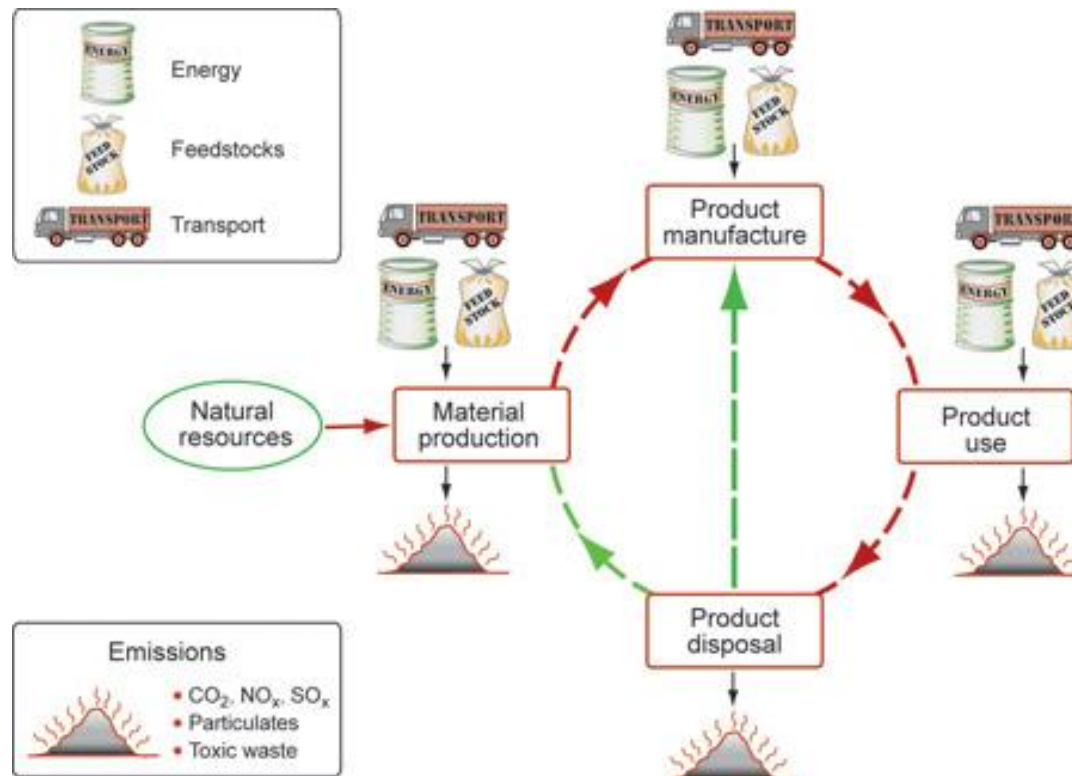 ENERGY
Energy
FEED
STOCK
Feedstocks
TRANSPORT
Transport
TRANSPORT
ENERGY
FEED
STOCK
Product
manufacture
TRANSPORT
ENERGY
FEED
STOCK
TRANSPORT
ENERGY
FEED
STOCK
Natural
resources
Material
production
Product
use
Product
disposal
Emissions
• CO₂, NOₓ, SOₓ
• Particulates
• Toxic waste